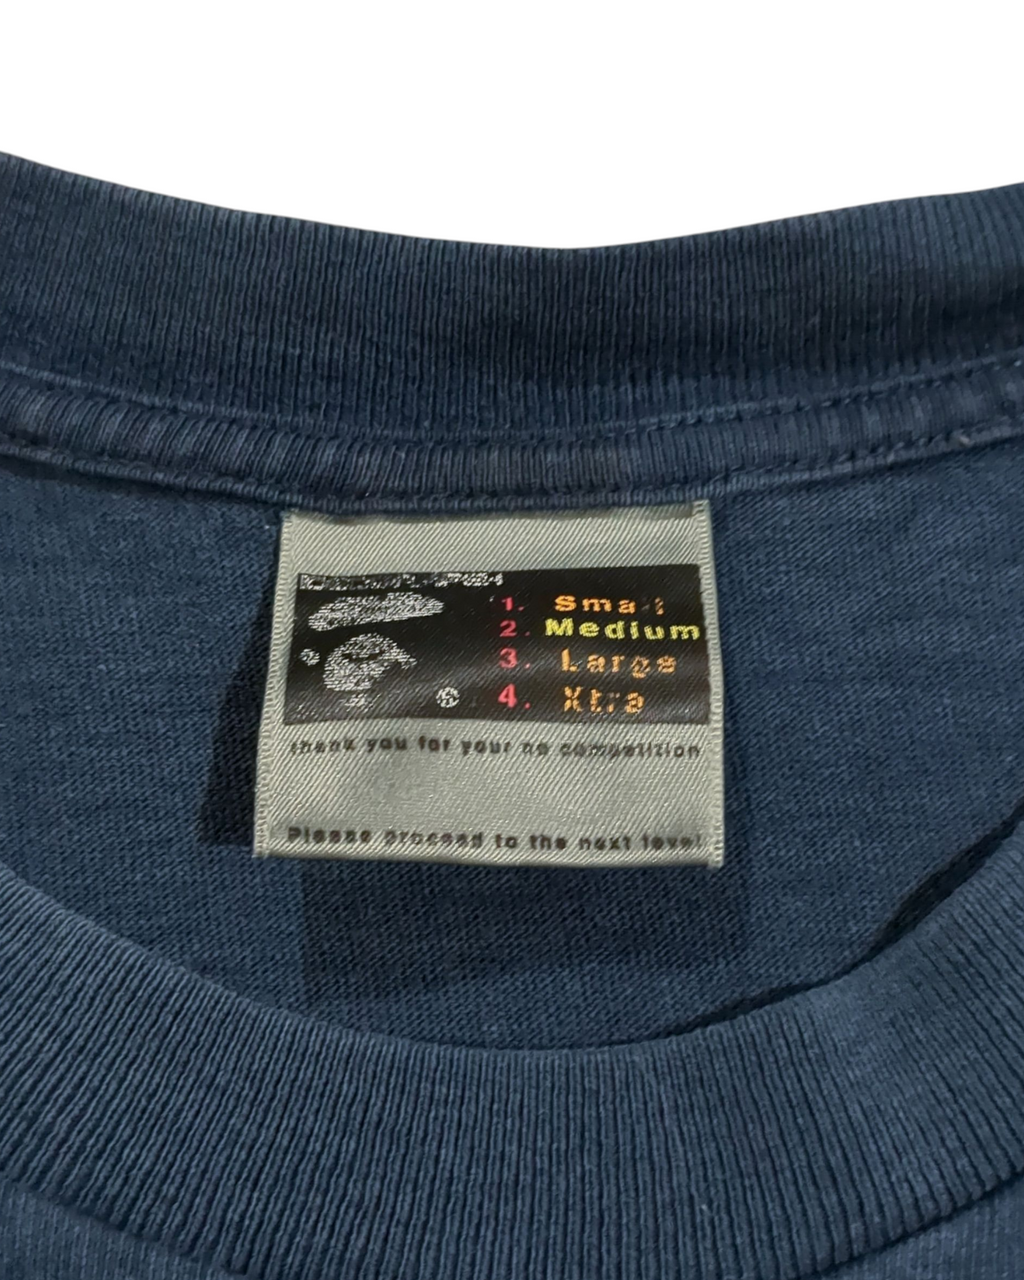 1. Small
2. Medium
3. Large
4. Xtra
thank you for your no competition
Please proceed to the next level